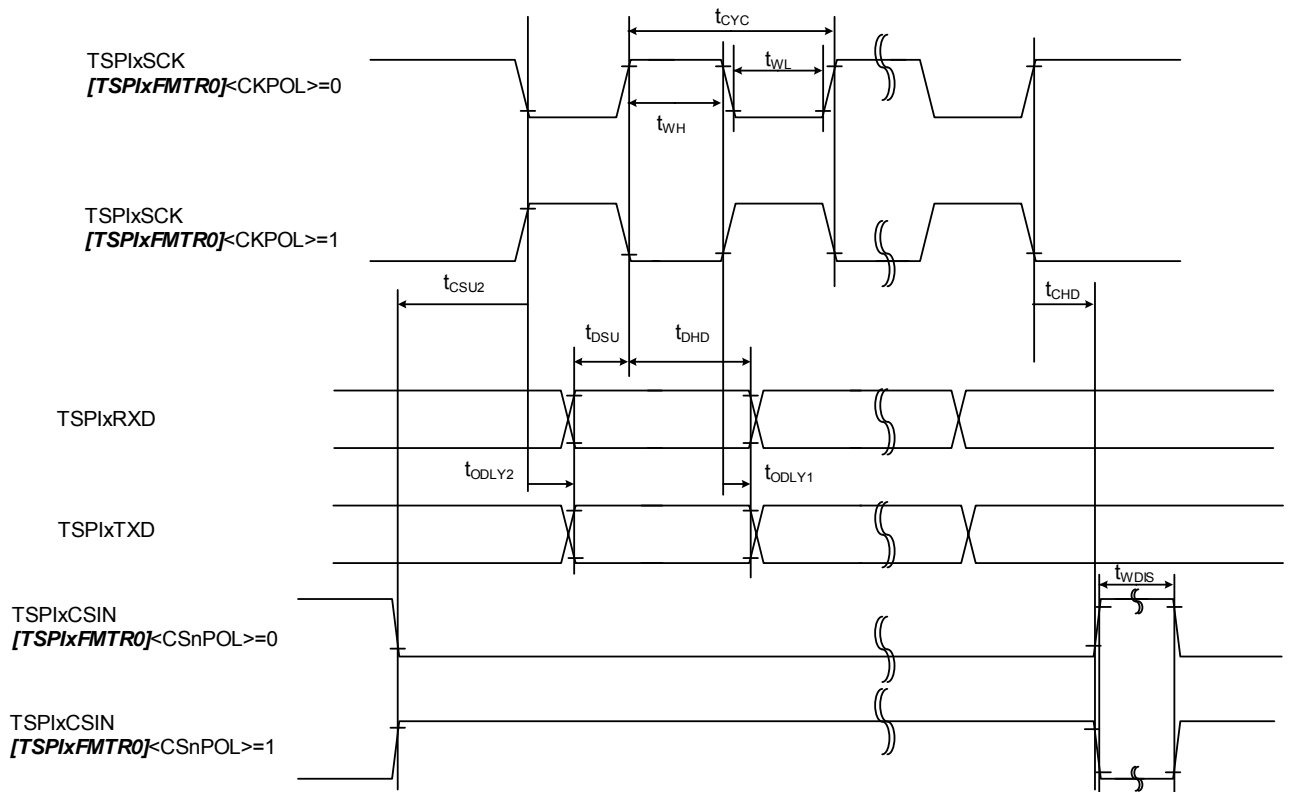 tCYC
TSPIxSCK
[TSPIxFMTR0]<CKPOL>=0
tWL
tWH
TSPIxSCK
[TSPIxFMTR0]<CKPOL>=1
tCSU2
tCHD
tDSU
tDHD
TSPIxRXD
tODLY2
tODLY1
TSPIxTXD
tWDIS
TSPIxCSIN
[TSPIxFMTR0]<CSnPOL>=0
TSPIxCSIN
[TSPIxFMTR0]<CSnPOL>=1